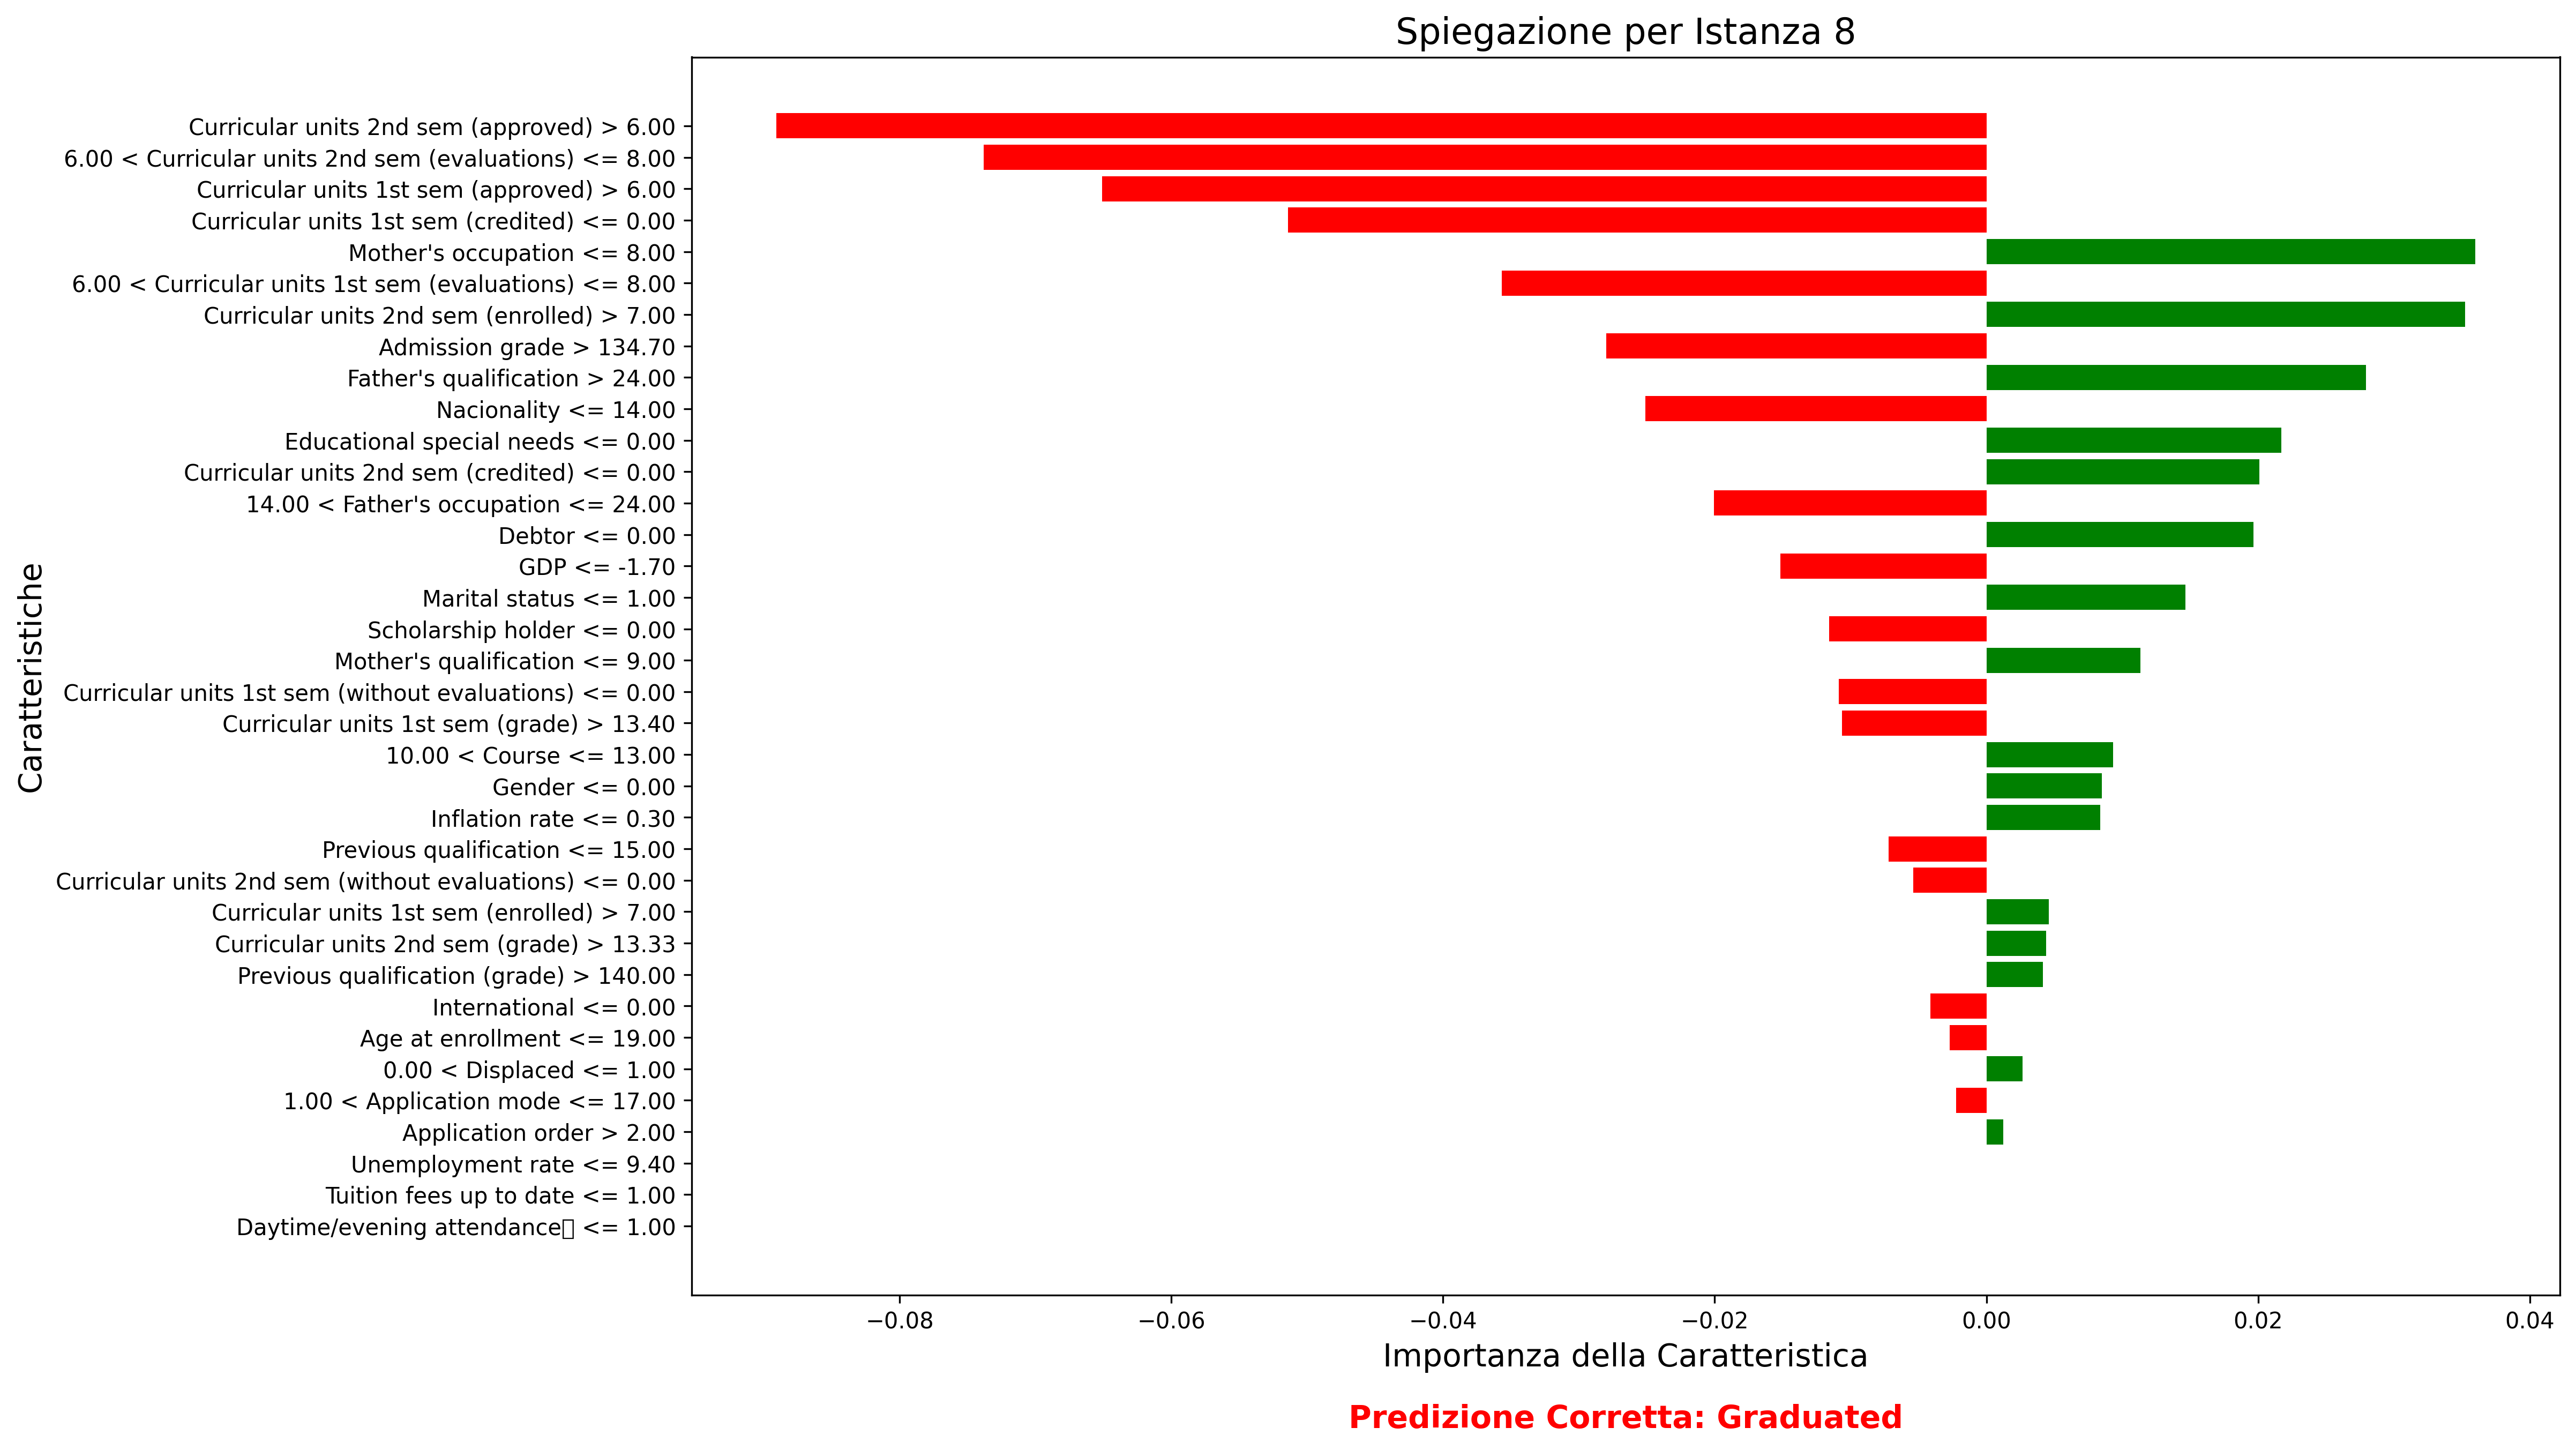 Spiegazione per Istanza 8
Curricular units 2nd sem (approved) > 6.00
6.00 < Curricular units 2nd sem (evaluations) <= 8.00
Curricular units 1st sem (approved) > 6.00
Curricular units 1st sem (credited) <= 0.00
Mother's occupation <= 8.00
6.00 < Curricular units 1st sem (evaluations) <= 8.00
Curricular units 2nd sem (enrolled) > 7.00
Admission grade > 134.70
Father's qualification > 24.00
Nacionality <= 14.00
Educational special needs <= 0.00
Curricular units 2nd sem (credited) <= 0.00
14.00 < Father's occupation <= 24.00
Debtor <= 0.00
GDP <= -1.70
Marital status <= 1.00
Scholarship holder <= 0.00
Mother's qualification <= 9.00
Curricular units 1st sem (without evaluations) <= 0.00
Curricular units 1st sem (grade) > 13.40
10.00 < Course <= 13.00
Gender <= 0.00
Inflation rate <= 0.30
Previous qualification <= 15.00
Curricular units 2nd sem (without evaluations) <= 0.00
Curricular units 1st sem (enrolled) > 7.00
Curricular units 2nd sem (grade) > 13.33
Previous qualification (grade) > 140.00
International <= 0.00
Age at enrollment <= 19.00
0.00 < Displaced <= 1.00
1.00 < Application mode <= 17.00
Application order > 2.00
Unemployment rate <= 9.40
Tuition fees up to date <= 1.00
Daytime/evening attendance▯ <= 1.00
Caratteristiche
−0.08 −0.06 −0.04 −0.02 0.00 0.02 0.04
Importanza della Caratteristica
Predizione Corretta: Graduated